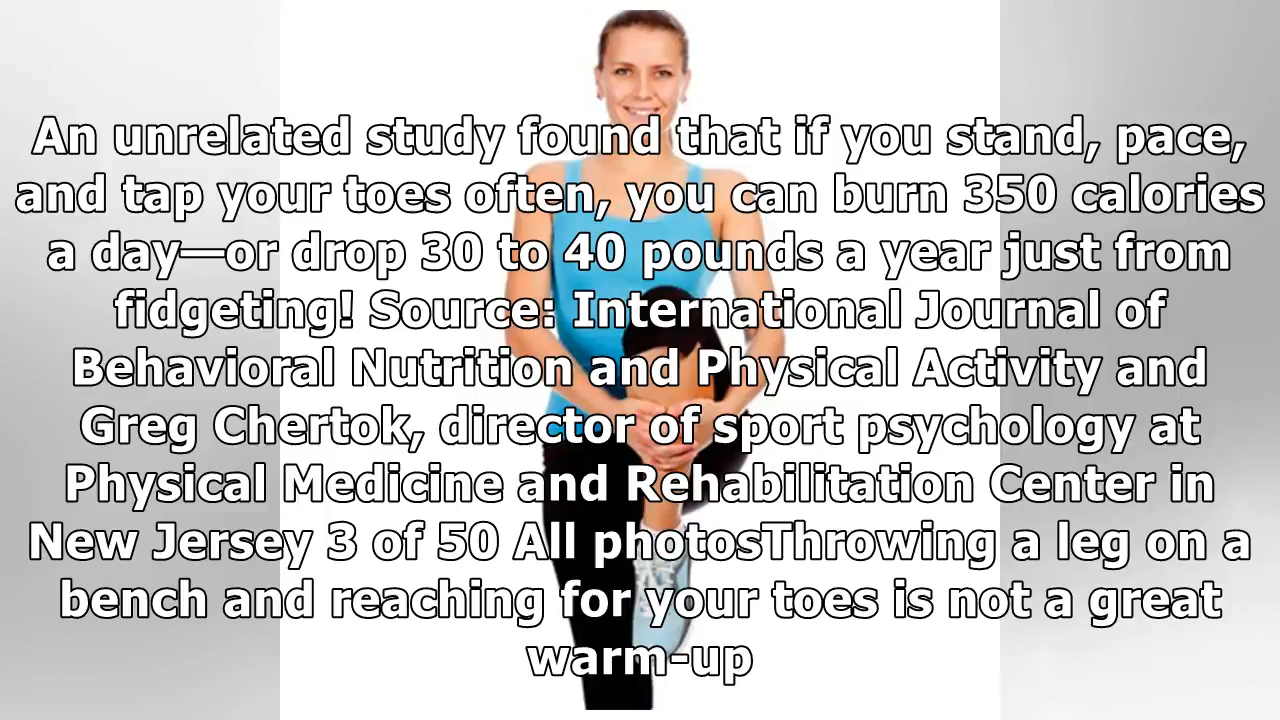 An unrelated study found that if you stand, pace,
and tap your toes often, you can burn 350 calories
a day—or drop 30 to 40 pounds a year just from
fidgeting! Source: International Journal of
Behavioral Nutrition and Physical Activity and
Greg Chertok, director of sport psychology at
Physical Medicine and Rehabilitation Center in
New Jersey 3 of 50 All photosThrowing a leg on a
bench and reaching for your toes is not a great
warm-up